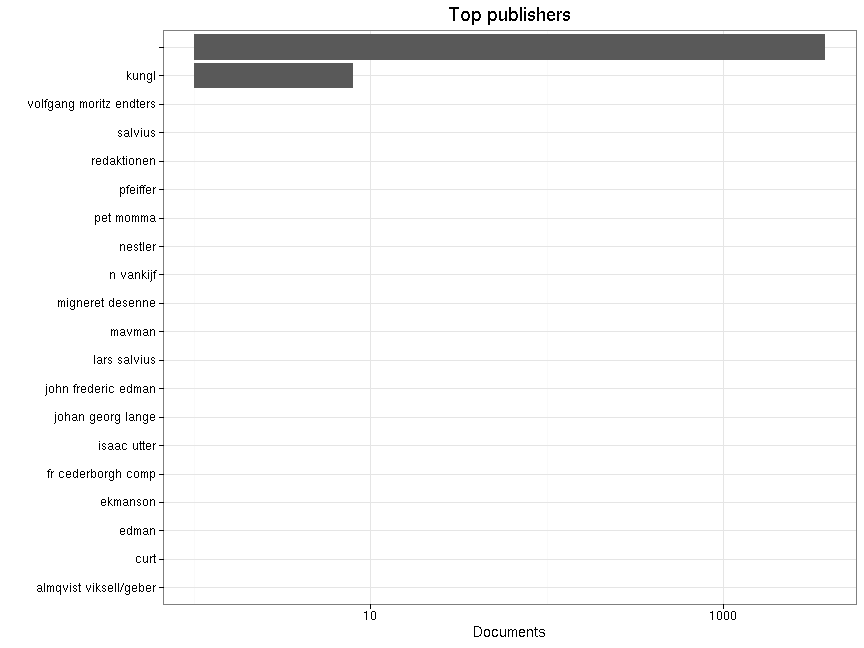 Top publishers
kungl
volfgang moritz endters
salvius
redaktionen
pfeiffer
pet momma
nestler
n vankijf
migneret desenne
mavman
lars salvius
john frederic edman
johan georg lange
isaac utter
fr cederborgh comp
ekmanson
edman
curt
almqvist viksell/geber
10 1000
Documents